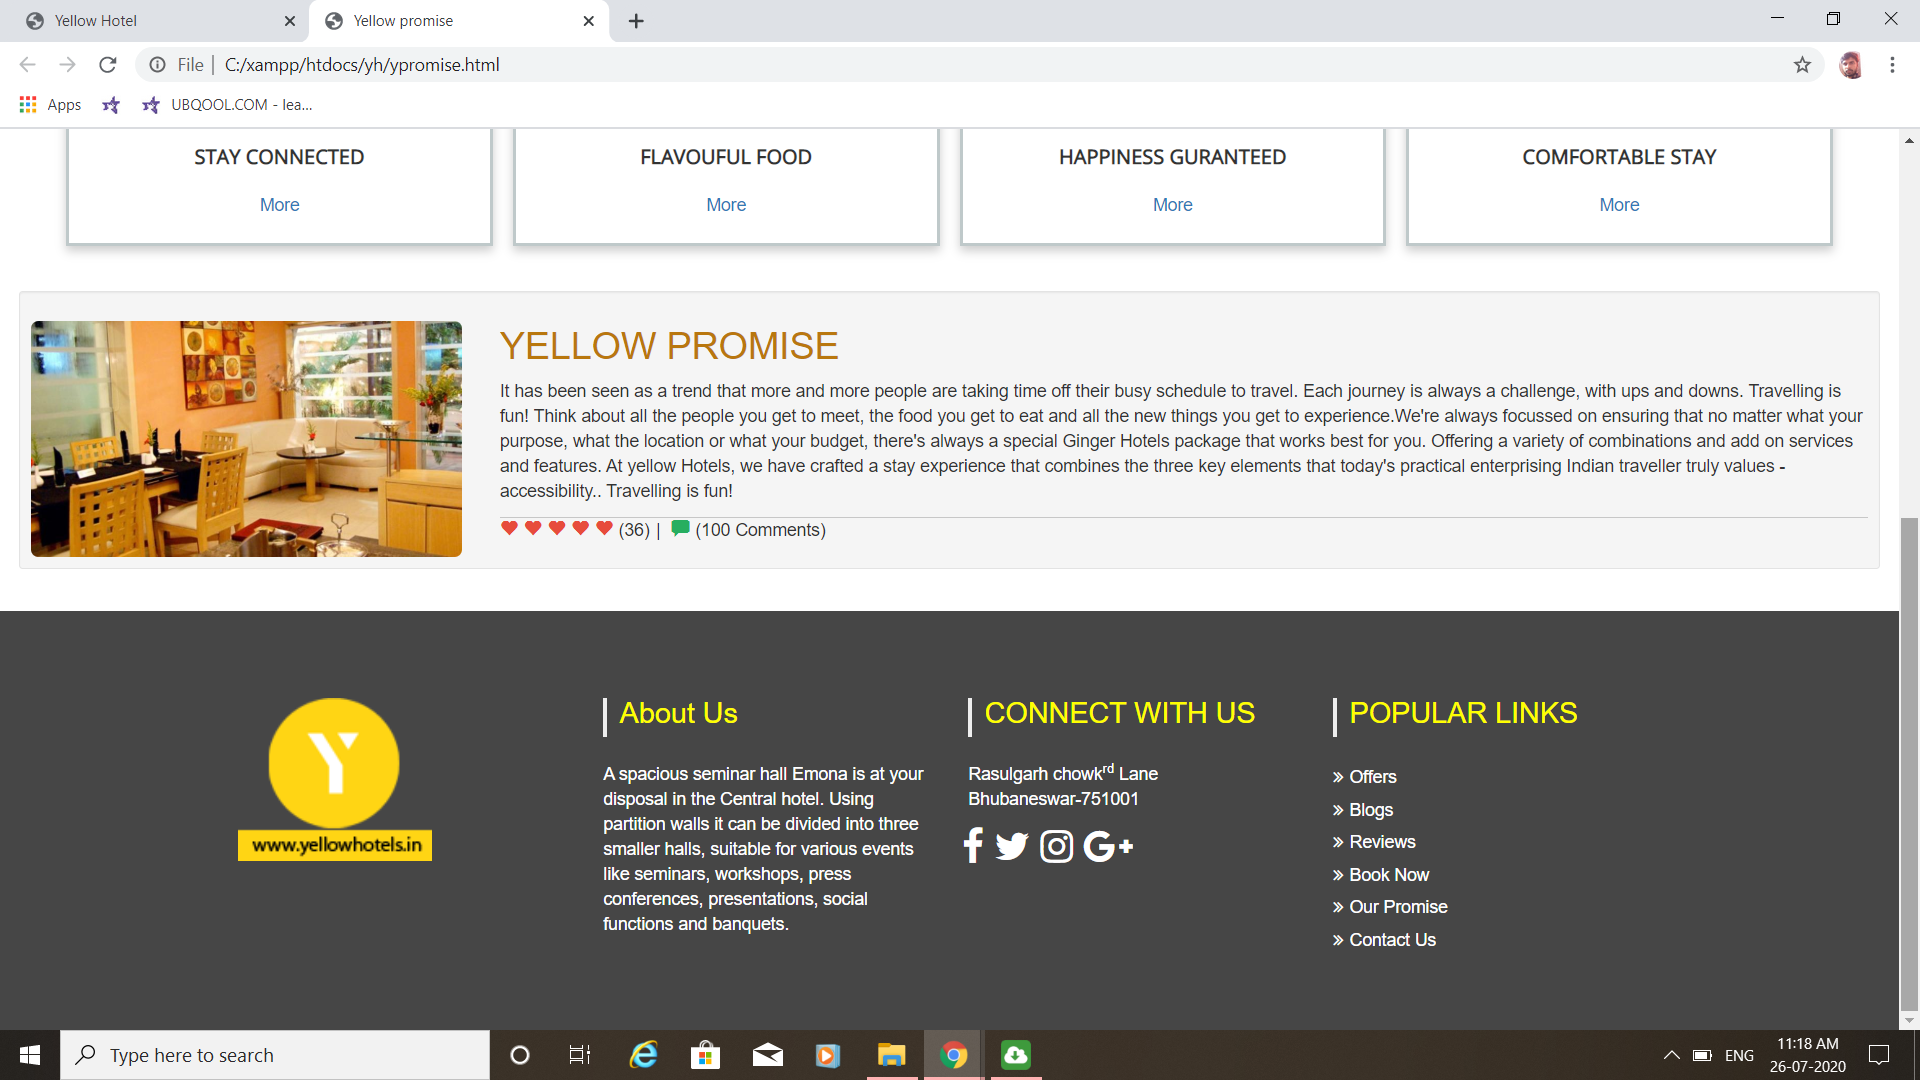 Yellow Hotel
Yellow promise
File | C:/xampp/htdocs/yh/ypromise.html
Apps
UBQOOL.COM - lea...
STAY CONNECTED
More
FLAVOUFUL FOOD
More
HAPPINESS GURANTEED
More
COMFORTABLE STAY
More
YELLOW PROMISE
It has been seen as a trend that more and more people are taking time off their busy schedule to travel. Each journey is always a challenge, with ups and downs. Travelling is
fun! Think about all the people you get to meet, the food you get to eat and all the new things you get to experience.We're always focussed on ensuring that no matter what your
purpose, what the location or what your budget, there's always a special Ginger Hotels package that works best for you. Offering a variety of combinations and add on services
and features. At yellow Hotels, we have crafted a stay experience that combines the three key elements that today's practical enterprising Indian traveller truly values -
accessibility.. Travelling is fun!
(36) | (100 Comments)
Y
www.yellowhotels.in
About Us
A spacious seminar hall Emona is at your
disposal in the Central hotel. Using
partition walls it can be divided into three
smaller halls, suitable for various events
like seminars, workshops, press
conferences, presentations, social
functions and banquets.
CONNECT WITH US
Rasulgarh chowkrd Lane
Bhubaneswar-751001
POPULAR LINKS
» Offers
» Blogs
» Reviews
» Book Now
» Our Promise
» Contact Us
Type here to search
ENG
11:18 AM
26-07-2020